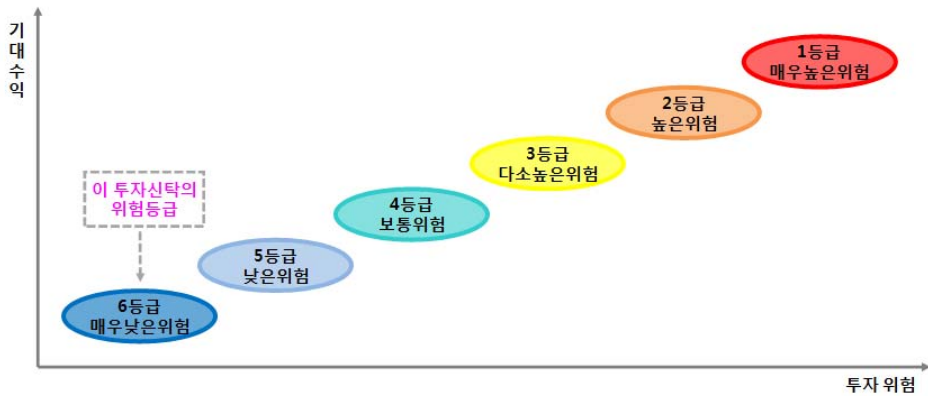 기대수익
1등급
매우높은위험
2등급
높은위험
3등급
다소높은위험
이 투자신탁의
위험등급
4등급
보통위험
5등급
낮은위험
6등급
매우낮은위험
투자 위험